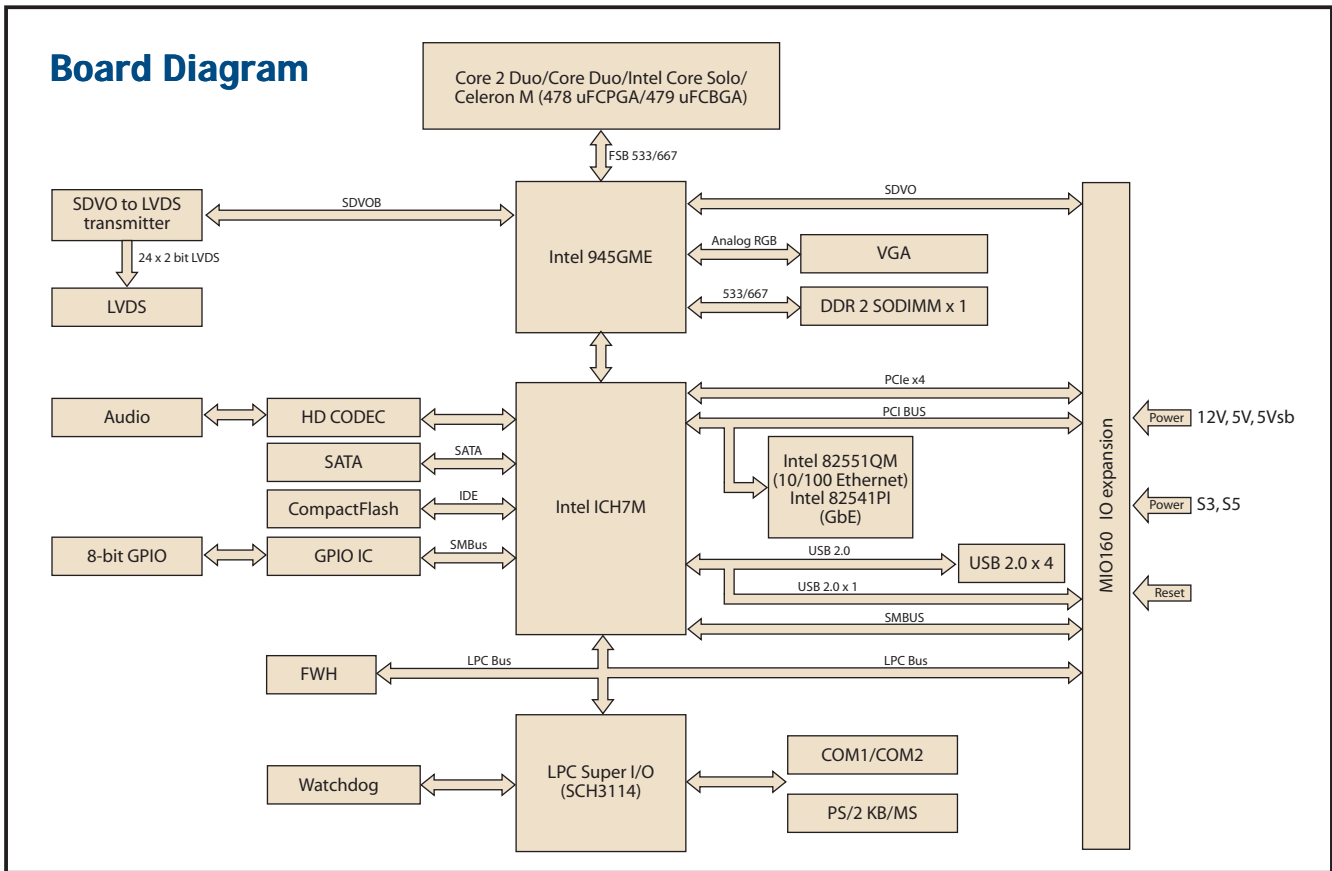 Board Diagram
Core 2 Duo/Core Duo/Intel Core Solo/
Celeron M (478 uFCPGA/479 uFCBGA)
FSB 533/667
SDVO to LVDS
transmitter
SDVOB
24 x 2 bit LVDS
LVDS
Intel 945GME
SDVO
Analog RGB
VGA
533/667
DDR 2 SODIMM x 1
Audio
HD CODEC
SATA
SATA
CompactFlash
IDE
8-bit GPIO
GPIO IC
SMBus
Intel ICH7M
PCIe x4
PCI BUS
Intel 82551QM
(10/100 Ethernet)
Intel 82541PI
(GbE)
USB 2.0
USB 2.0 x 4
USB 2.0 x 1
SMBUS
MIO160 IO expansion
Power
12V, 5V, 5Vsb
Power
S3, S5
Reset
FWH
LPC Bus
LPC Bus
Watchdog
LPC Super I/O
(SCH3114)
COM1/COM2
PS/2 KB/MS